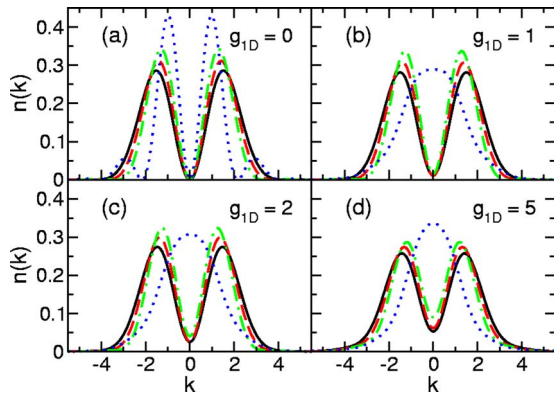 (a) g1D = 0
(b) g1D = 1
n(k)
0.4
0.3
0.2
0.1
0
(c) g1D = 2
(d) g1D = 5
n(k)
0.4
0.3
0.2
0.1
0
-4 -2 0 2 4
-4 -2 0 2 4
k
k